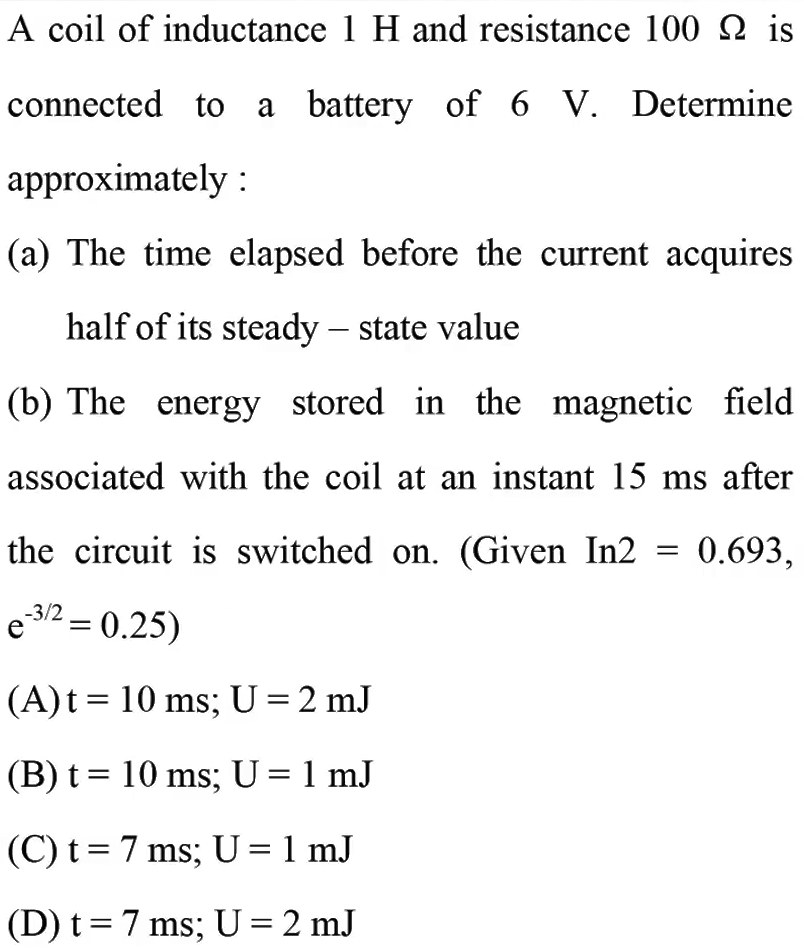 A coil of inductance 1 H and resistance 100 Ω is
connected to a battery of 6 V. Determine
approximately :
(a) The time elapsed before the current acquires
half of its steady – state value
(b) The energy stored in the magnetic field
associated with the coil at an instant 15 ms after
the circuit is switched on. (Given In2 = 0.693,
e^-3/2 = 0.25)
(A) t = 10 ms; U = 2 mJ
(B) t = 10 ms; U = 1 mJ
(C) t = 7 ms; U = 1 mJ
(D) t = 7 ms; U = 2 mJ